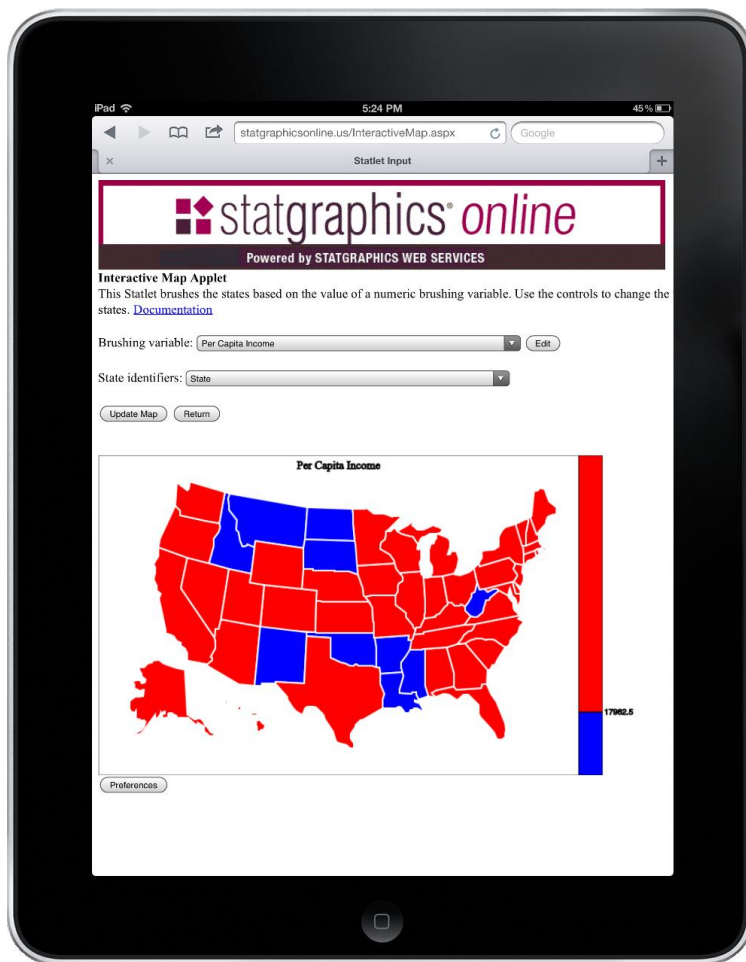 iPad 5:24 PM 45 %
statgraphicsonline.us/InteractiveMap.aspx Google
Statlet Input
statgraphics® online
Powered by STATGRAPHICS WEB SERVICES
Interactive Map Applet
This Statlet brushes the states based on the value of a numeric brushing variable. Use the controls to change the
states. Documentation
Brushing variable: Per Capita Income Edit
State identifiers: State
Update Map Return
Per Capita Income
17962.5
Preferences